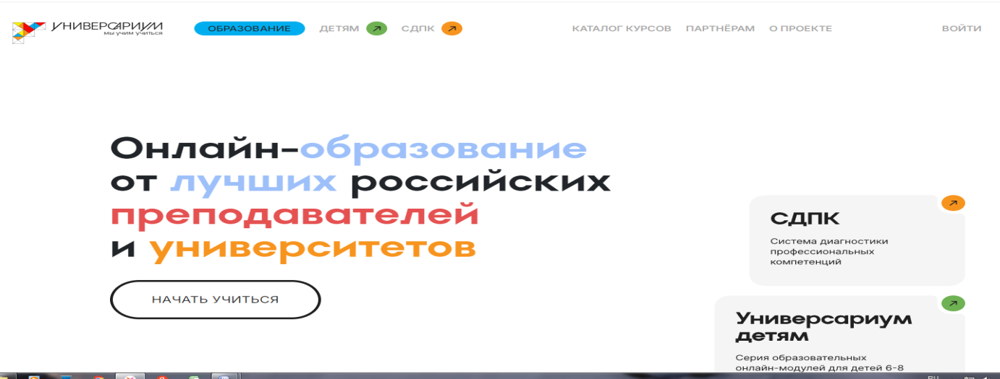 УНИВЕРСАРИУМ
МЫ УЧИМ УЧИТЬСЯ
ОБРАЗОВАНИЕ
ДЕТЯМ
СДПК
КАТАЛОГ КУРСОВ
ПАРТНЁРАМ
О ПРОЕКТЕ
ВОЙТИ
Онлайн-образование
от лучших российских
преподавателей
и университетов
НАЧАТЬ УЧИТЬСЯ
СДПК
Система диагностики
профессиональных
компетенций
Универсариум
детям
Серия образовательных
онлайн-модулей для детей 6-8
RU